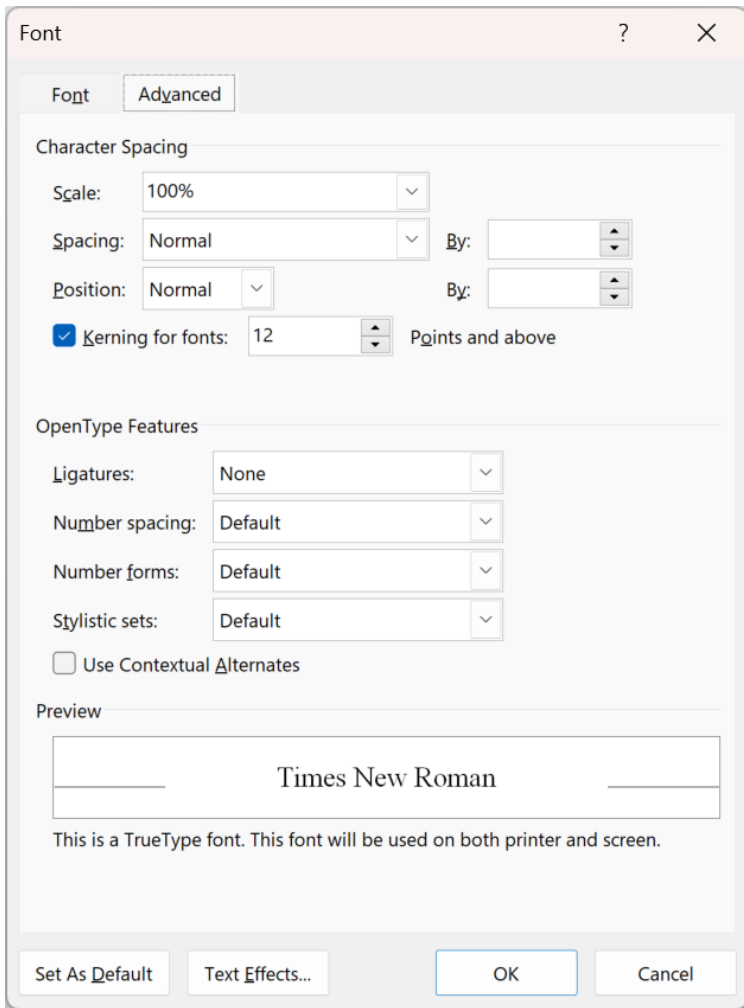 Font ?
Font Advanced
Character Spacing
Scale: 100%
Spacing: Normal By:
Position: Normal By:
Kerning for fonts: 12 Points and above
OpenType Features
Ligatures: None
Number spacing: Default
Number forms: Default
Stylistic sets: Default
Use Contextual Alternates
Preview
Times New Roman
This is a TrueType font. This font will be used on both printer and screen.
Set As Default Text Effects... OK Cancel